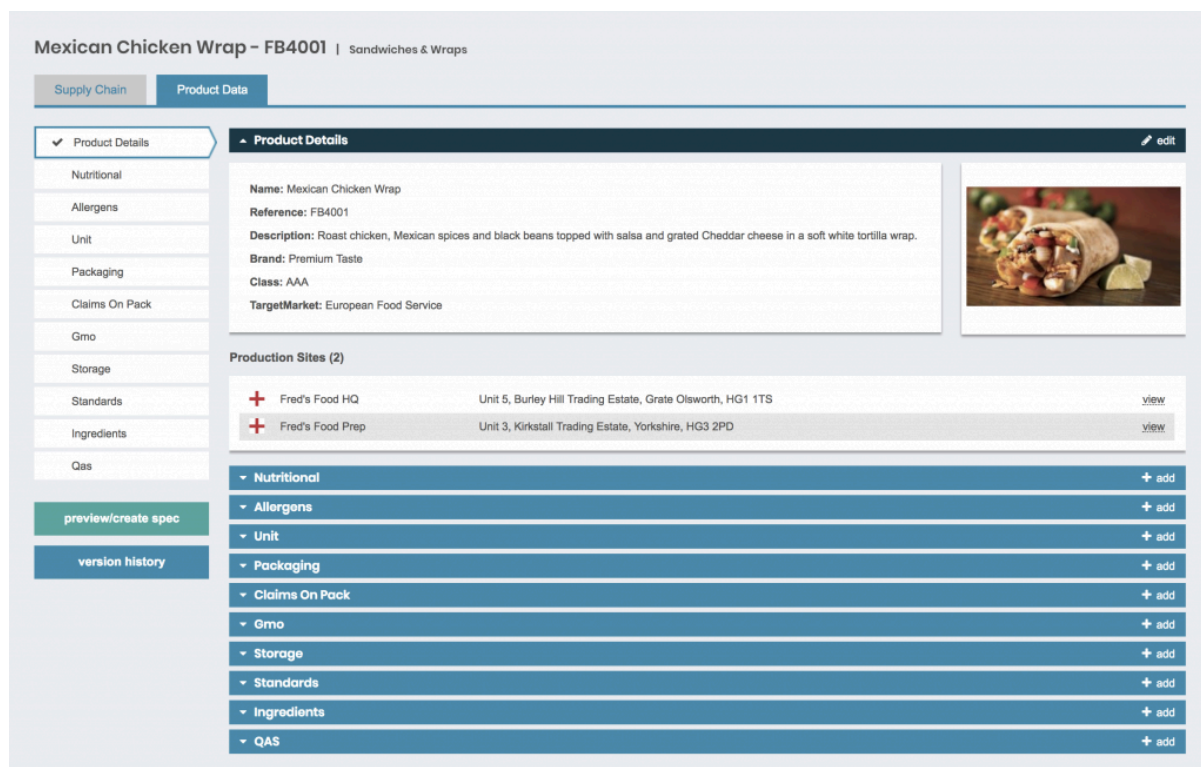 Mexican Chicken Wrap - FB4001 | Sandwiches & Wraps
Supply Chain Product Data
Product Details
Nutritional
Allergens
Unit
Packaging
Claims On Pack
Gmo
Storage
Standards
Ingredients
Qas
preview/create spec
version history
Product Details edit
Name: Mexican Chicken Wrap
Reference: FB4001
Description: Roast chicken, Mexican spices and black beans topped with salsa and grated Cheddar cheese in a soft white tortilla wrap.
Brand: Premium Taste
Class: AAA
TargetMarket: European Food Service
Production Sites (2)
Fred's Food HQ Unit 5, Burley Hill Trading Estate, Grate Olsworth, HG1 1TS view
Fred's Food Prep Unit 3, Kirkstall Trading Estate, Yorkshire, HG3 2PD view
Nutritional + add
Allergens + add
Unit + add
Packaging + add
Claims On Pack + add
Gmo + add
Storage + add
Standards + add
Ingredients + add
QAS + add